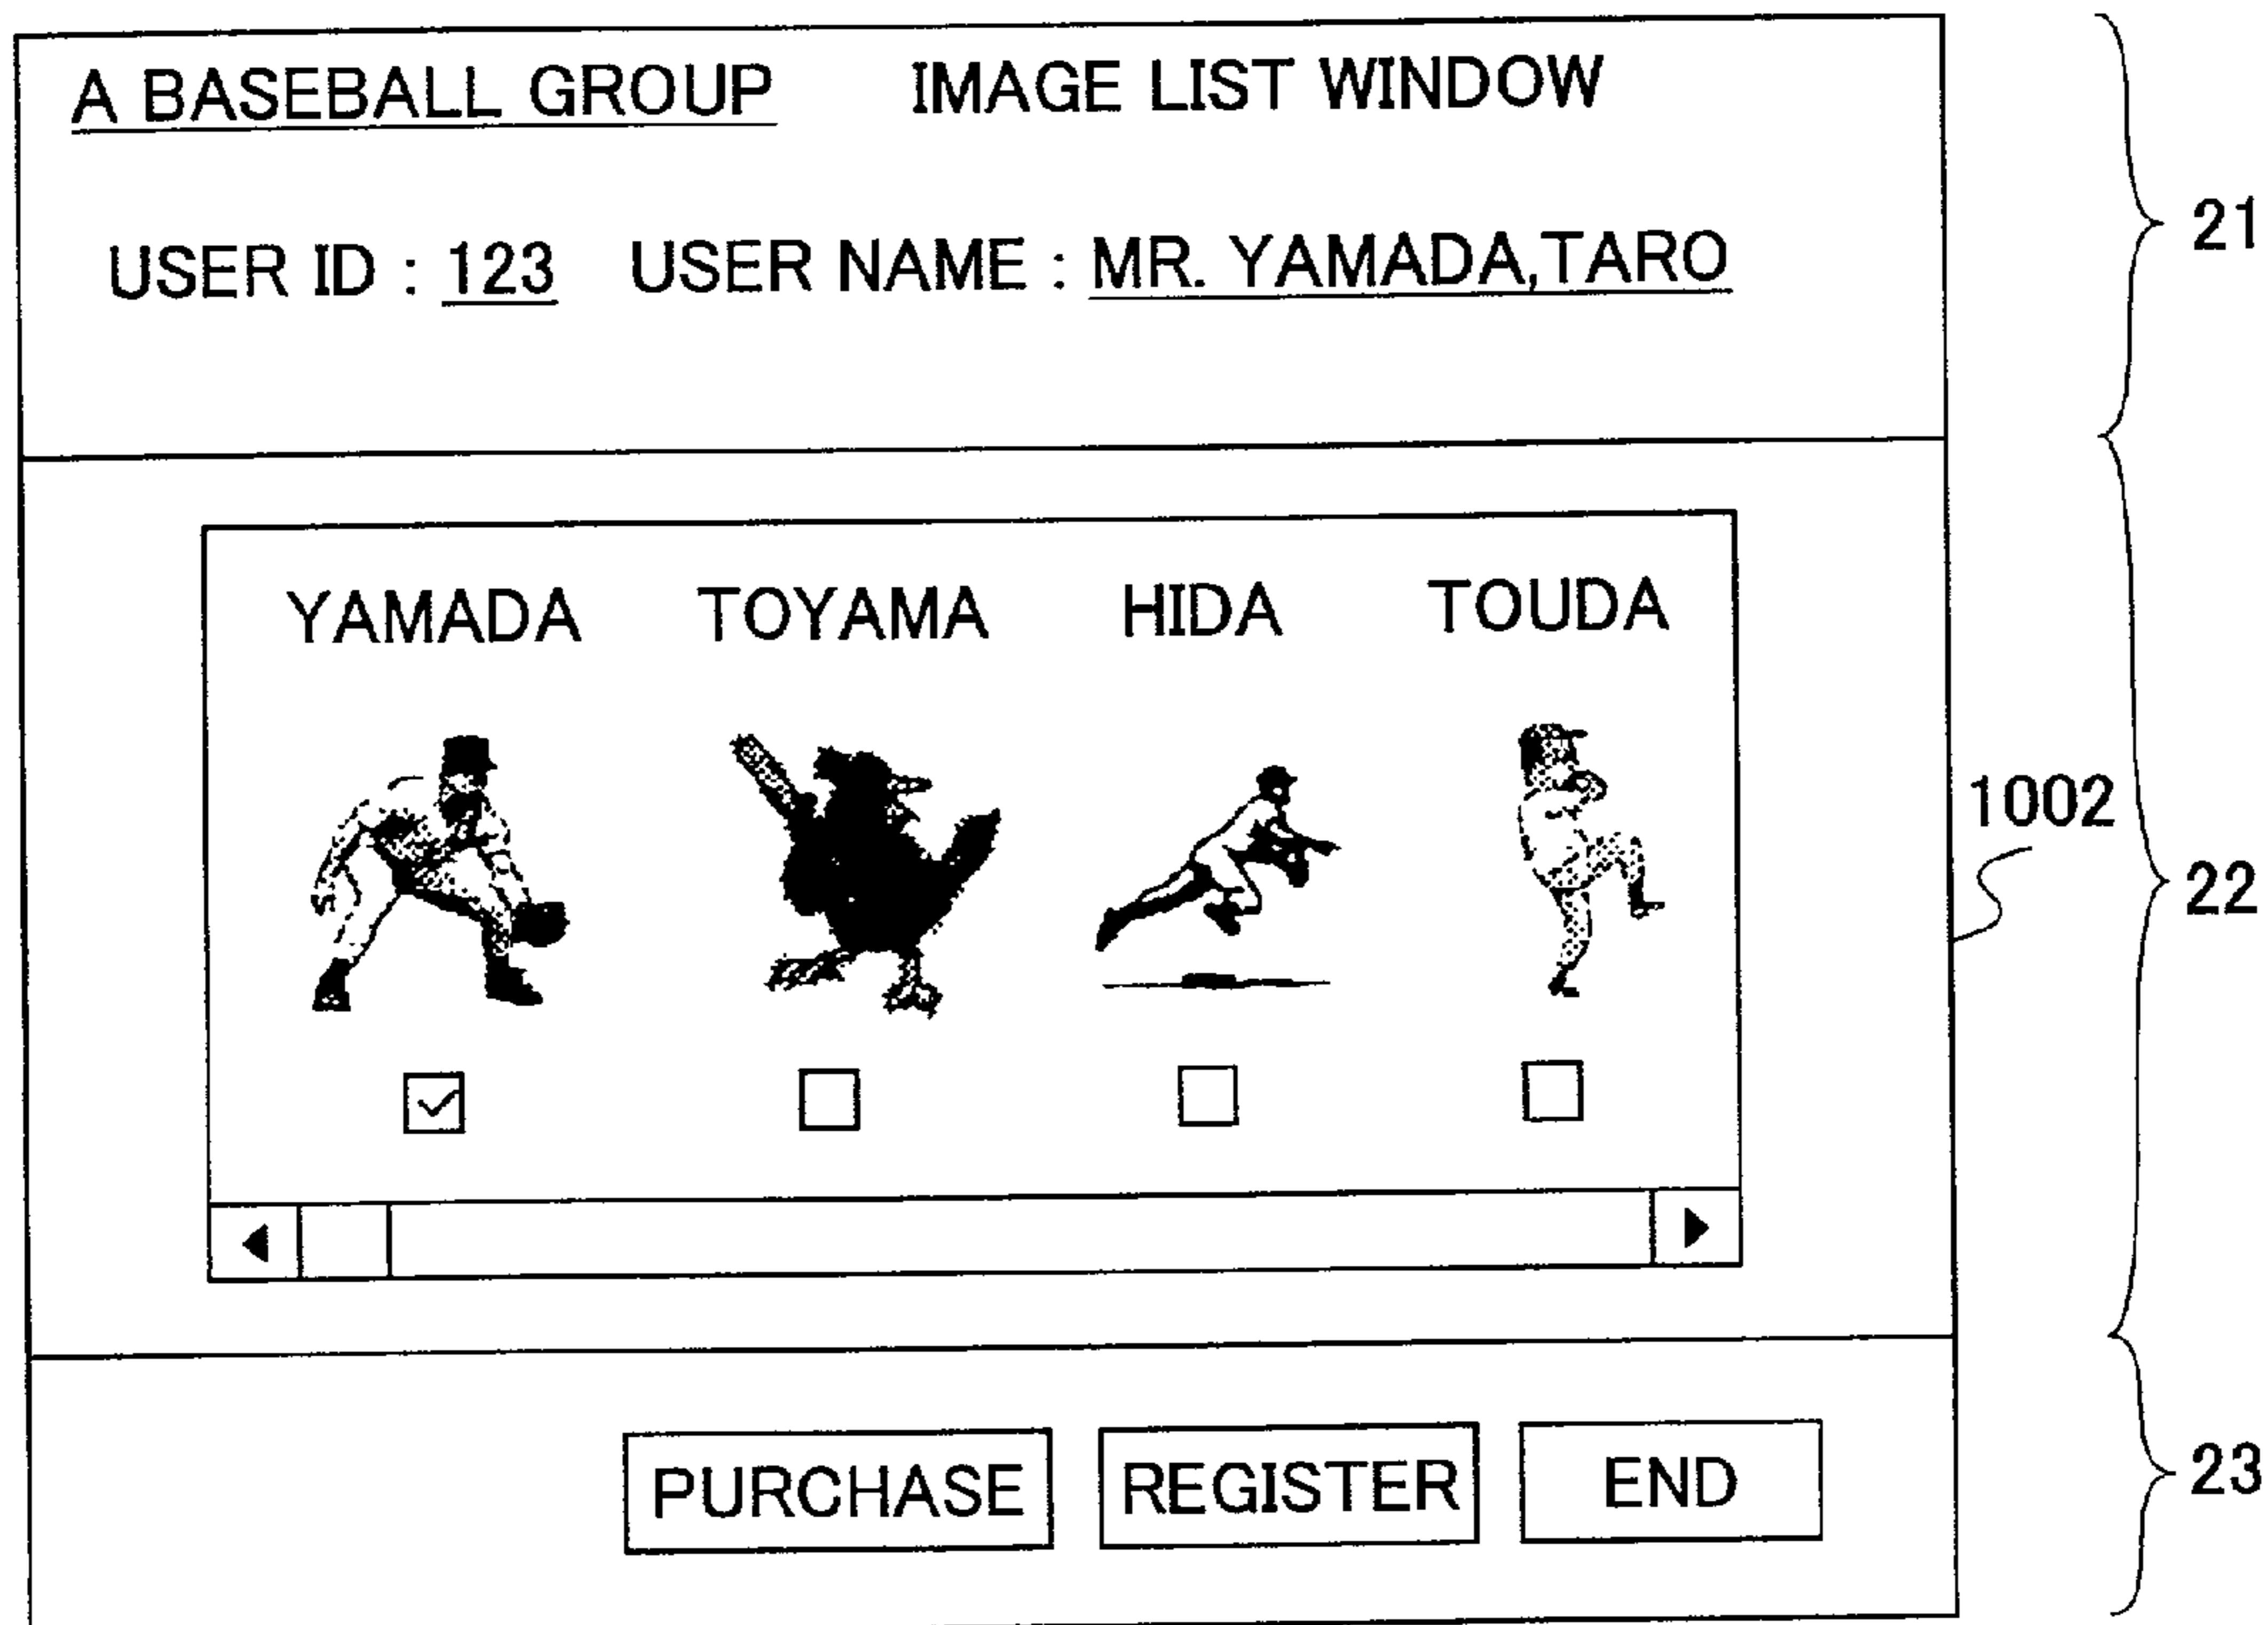 A BASEBALL GROUP IMAGE LIST WINDOW
21
USER ID : 123 USER NAME : MR. YAMADA,TARO
YAMADA TOYAMA HIDA TOUDA
1002
22
PURCHASE REGISTER END
23